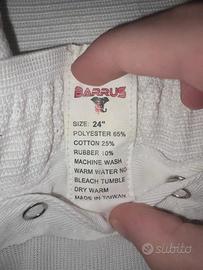 BARRUS
SIZE: 24"
POLYESTER 65%
COTTON 25%
RUBBER 10%
MACHINE WASH
WARM WATER NO
BLEACH TUMBLE
DRY WARM
MADE IN TAIWAN
subito